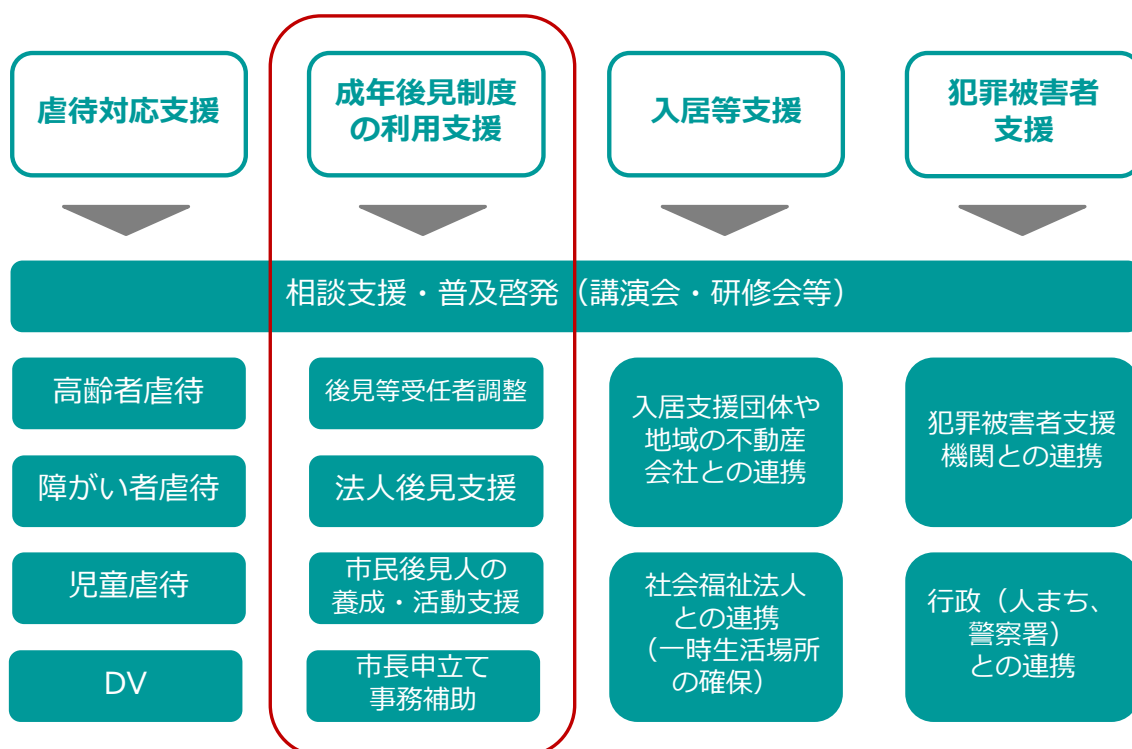 虐待対応支援
成年後見制度
の利用支援
入居等支援
犯罪被害者
支援
相談支援・普及啓発（講演会・研修会等）
高齢者虐待
障がい者虐待
児童虐待
DV
後見等受任者調整
法人後見支援
市民後見人の
養成・活動支援
市長申立て
事務補助
入居支援団体や
地域の不動産
会社との連携
社会福祉法人
との連携
（一時生活場所
の確保）
犯罪被害者支援
機関との連携
行政（人まち、
警察署）
との連携